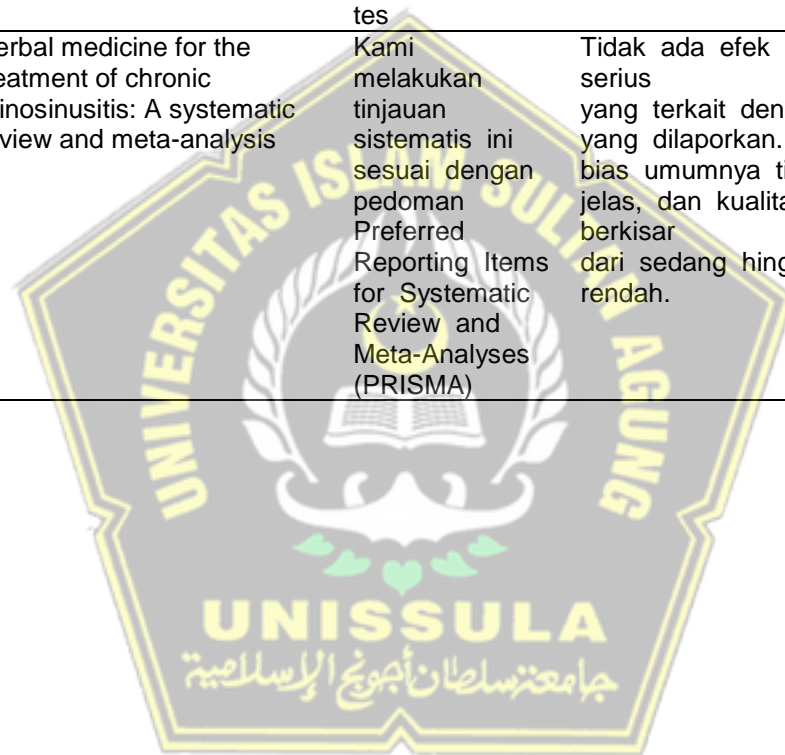 tes
erbal medicine for the
eatment of chronic
inosinusitis: A systematic
view and meta-analysis
Kami
melakukan
tinjauan
sistematis ini
sesuai dengan
pedoman
Preferred
Reporting Items
for Systematic
Review and
Meta-Analyses
(PRISMA)
Tidak ada efek
serius
yang terkait den
yang dilaporkan.
bias umumnya ti
jelas, dan kualita
berkisar
dari sedang hing
rendah.
UNIVERSITAS ISLAM SULTAN AGUNG
UNISSULA
جامعة سلطان أجونج الإسلامية